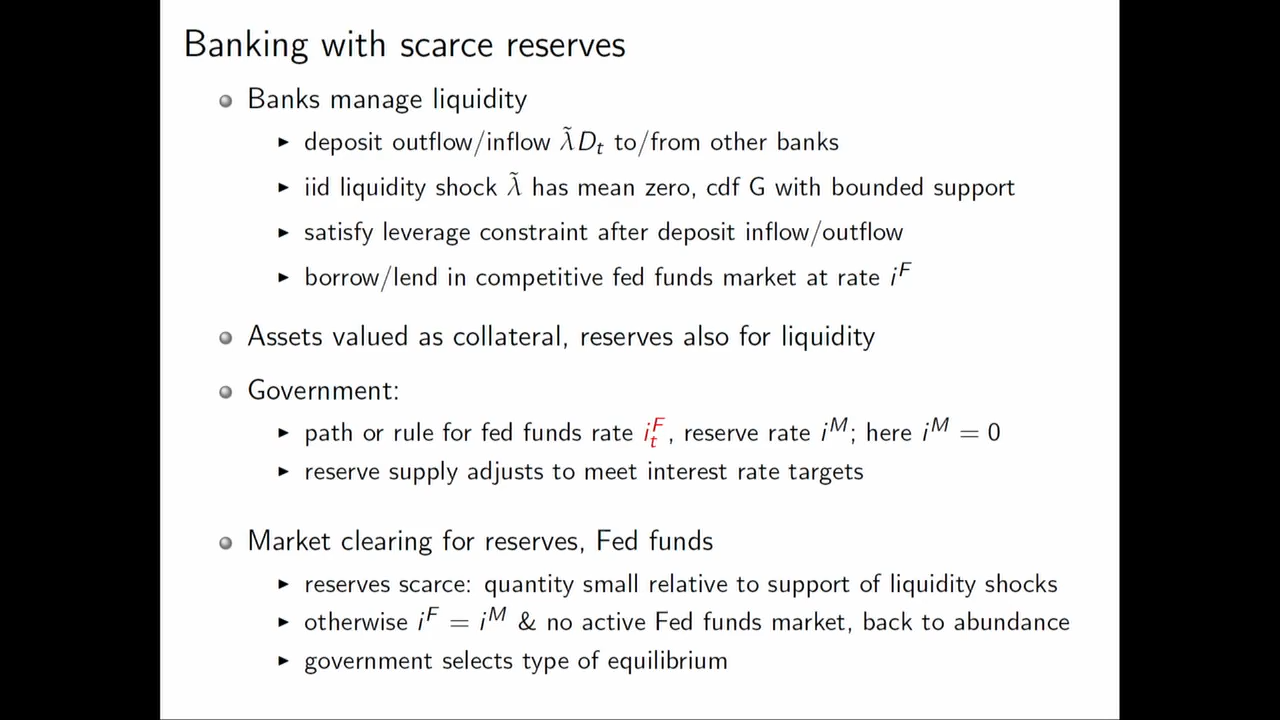 Banking with scarce reserves
Banks manage liquidity
deposit outflow/inflow λ̃D_t to/from other banks
iid liquidity shock λ̃ has mean zero, cdf G with bounded support
satisfy leverage constraint after deposit inflow/outflow
borrow/lend in competitive fed funds market at rate i^F
Assets valued as collateral, reserves also for liquidity
Government:
path or rule for fed funds rate i_t^F, reserve rate i^M; here i^M = 0
reserve supply adjusts to meet interest rate targets
Market clearing for reserves, Fed funds
reserves scarce: quantity small relative to support of liquidity shocks
otherwise i^F = i^M & no active Fed funds market, back to abundance
government selects type of equilibrium